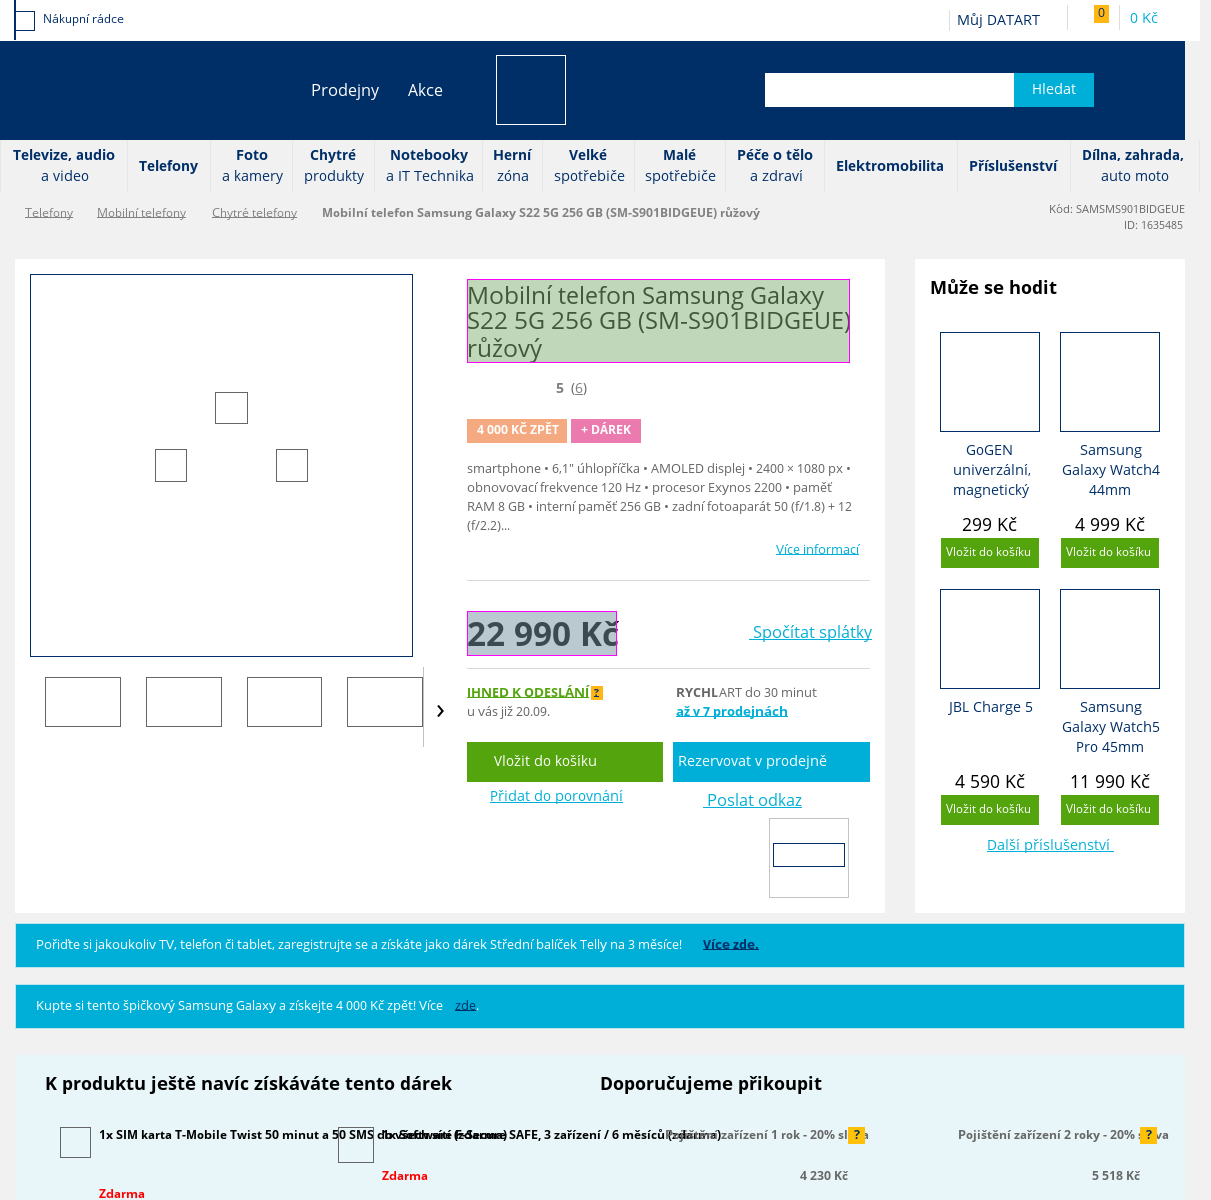 Nákupní rádce
Můj DATART
0
0 Kč
Prodejny
Akce
Hledat
Televize, audio
a video
Telefony
Foto
a kamery
Chytré
produkty
Notebooky
a IT Technika
Herní
zóna
Velké
spotřebiče
Malé
spotřebiče
Péče o tělo
a zdraví
Elektromobilita
Příslušenství
Dílna, zahrada,
auto moto
Telefony
Mobilní telefony
Chytré telefony
Mobilní telefon Samsung Galaxy S22 5G 256 GB (SM-S901BIDGEUE) růžový
Kód: SAMSMS901BIDGEUE
ID: 1635485
Mobilní telefon Samsung Galaxy
S22 5G 256 GB (SM-S901BIDGEUE)
růžový
5 (6)
4 000 KČ ZPĚT
+ DÁREK
smartphone • 6,1" úhlopříčka • AMOLED displej • 2400 × 1080 px •
obnovovací frekvence 120 Hz • procesor Exynos 2200 • paměť
RAM 8 GB • interní paměť 256 GB • zadní fotoaparát 50 (f/1.8) + 12
(f/2.2)...
Více informací
22 990 Kč
Spočítat splátky
IHNED K ODESLÁNÍ ?
u vás již 20.09.
RYCHLART do 30 minut
až v 7 prodejnách
Vložit do košíku
Rezervovat v prodejně
Přidat do porovnání
Poslat odkaz
Může se hodit
GoGEN
univerzální,
magnetický
299 Kč
Vložit do košíku
Samsung
Galaxy Watch4
44mm
4 999 Kč
Vložit do košíku
JBL Charge 5
4 590 Kč
Vložit do košíku
Samsung
Galaxy Watch5
Pro 45mm
11 990 Kč
Vložit do košíku
Další příslušenství
Pořiďte si jakoukoliv TV, telefon či tablet, zaregistrujte se a získáte jako dárek Střední balíček Telly na 3 měsíce! Více zde.
Kupte si tento špičkový Samsung Galaxy a získejte 4 000 Kč zpět! Více zde.
K produktu ještě navíc získáváte tento dárek
1x SIM karta T-Mobile Twist 50 minut a 50 SMS do všech sítí (zdarma)
Zdarma
1x Software F-Secure SAFE, 3 zařízení / 6 měsíců (zdarma)
Zdarma
Doporučujeme přikoupit
Pojištění zařízení 1 rok - 20% sleva
?
4 230 Kč
Pojištění zařízení 2 roky - 20% sleva
?
5 518 Kč